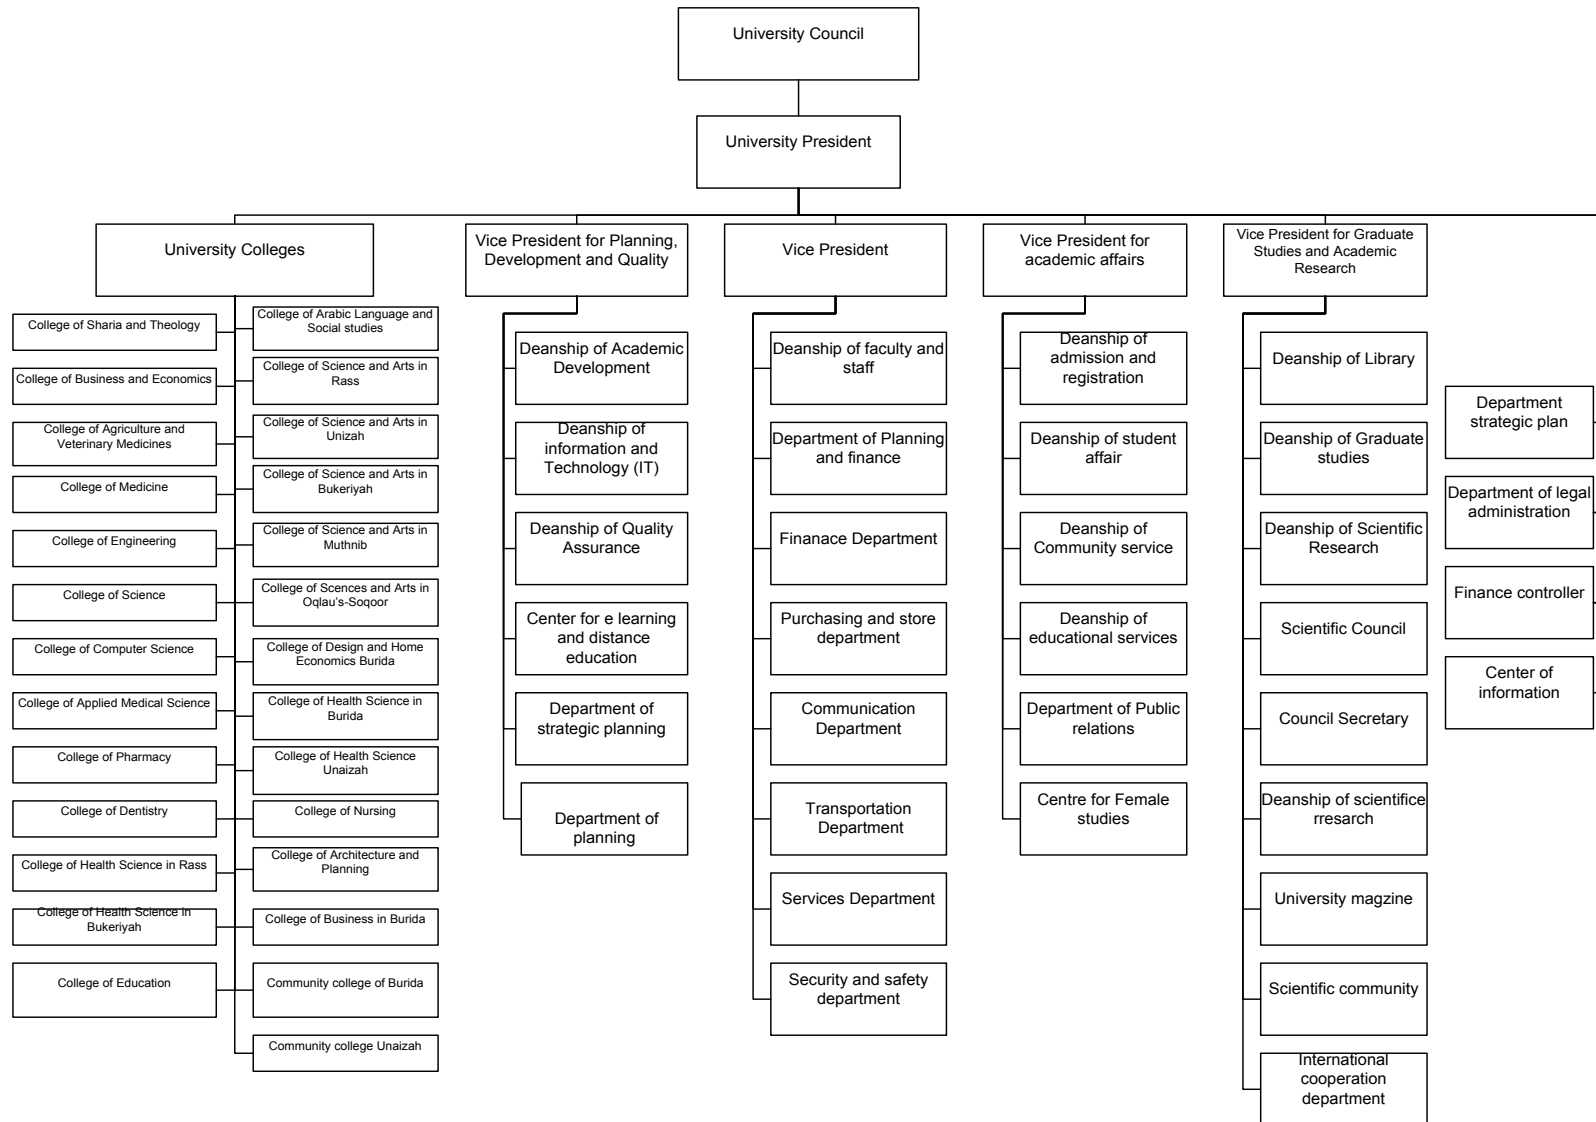 University Council
University President
University Colleges
College of Sharia and Theology
College of Business and Economics
College of Agriculture and
Veterinary Medicines
College of Medicine
College of Engineering
College of Science
College of Computer Science
College of Applied Medical Science
College of Pharmacy
College of Dentistry
College of Health Science in Rass
College of Health Science in
Bukeriyah
College of Education
College of Arabic Language and
Social studies
College of Science and Arts in
Rass
College of Science and Arts in
Unizah
College of Science and Arts in
Bukeriyah
College of Science and Arts in
Muthnib
College of Scences and Arts in
Oqlau's-Soqoor
College of Design and Home
Economics Burida
College of Health Science in
Burida
College of Health Science
Unaizah
College of Nursing
College of Architecture and
Planning
College of Business in Burida
Community college of Burida
Community college Unaizah
Vice President for Planning,
Development and Quality
Deanship of Academic
Development
Deanship of
information and
Technology (IT)
Deanship of Quality
Assurance
Center for e learning
and distance
education
Department of
strategic planning
Department of
planning
Vice President
Deanship of faculty and
staff
Department of Planning
and finance
Finanace Department
Purchasing and store
department
Communication
Department
Transportation
Department
Services Department
Security and safety
department
Vice President for
academic affairs
Deanship of
admission and
registration
Deanship of student
affair
Deanship of
Community service
Deanship of
educational services
Department of Public
relations
Centre for Female
studies
Vice President for Graduate
Studies and Academic
Research
Deanship of Library
Deanship of Graduate
studies
Deanship of Scientific
Research
Scientific Council
Council Secretary
Deanship of scientifice
rresarch
University magzine
Scientific community
International
cooperation
department
Department
strategic plan
Department of legal
administration
Finance controller
Center of
information